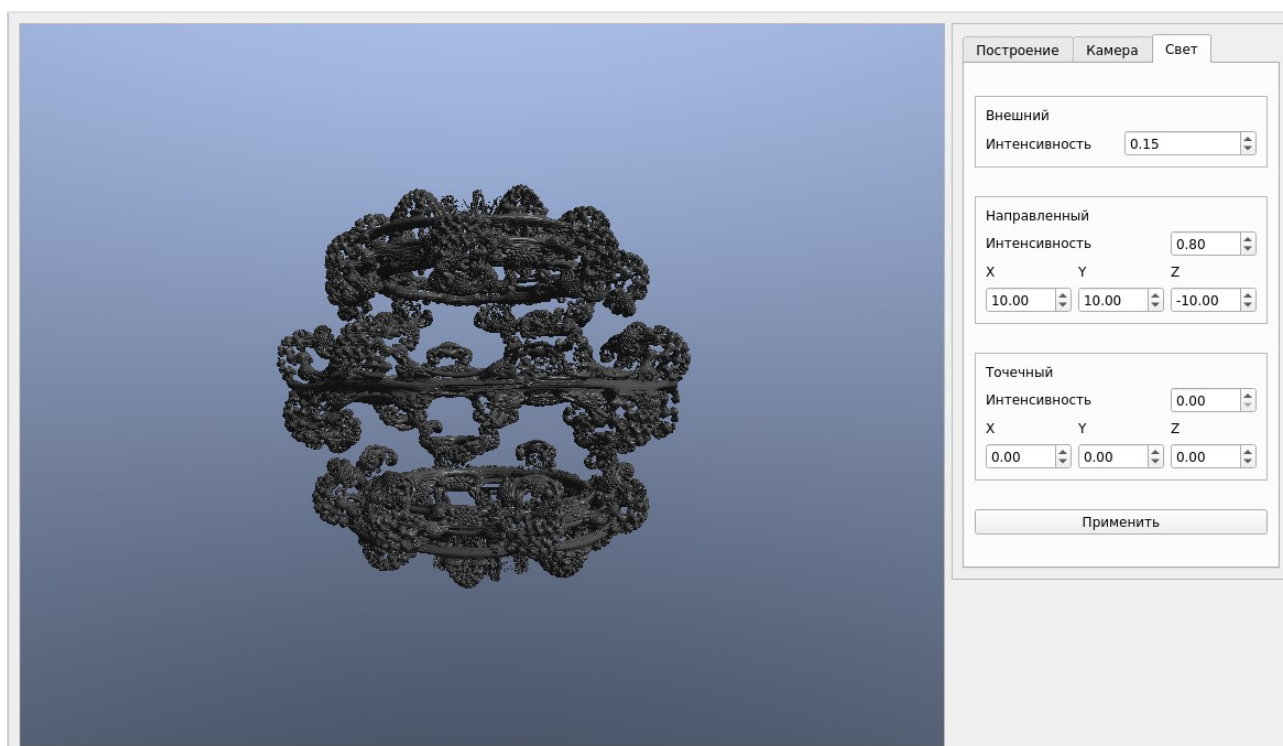 Построение Камера Свет
Внешний
Интенсивность 0.15
Направленный
Интенсивность 0.80
X Y Z
10.00 10.00 -10.00
Точечный
Интенсивность 0.00
X Y Z
0.00 0.00 0.00
Применить